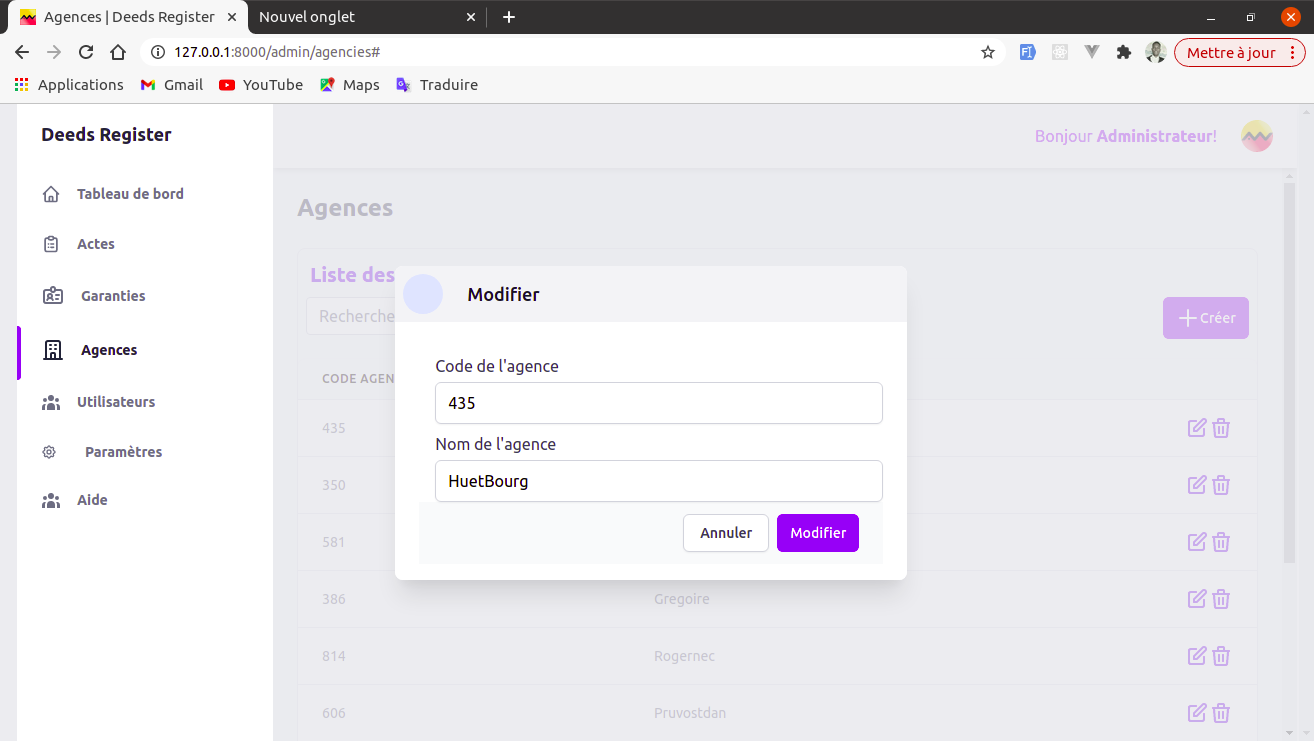 Agences | Deeds Register
Nouvel onglet
127.0.0.1:8000/admin/agencies#
Mettre à jour
Applications
Gmail
YouTube
Maps
Traduire
Deeds Register
Tableau de bord
Actes
Garanties
Agences
Utilisateurs
Paramètres
Aide
Bonjour Administrateur!
Agences
Liste des
Recherche
Créer
CODE AGEN
435
350
581
386 Gregoire
814 Rogernec
606 Pruvostdan
Modifier
Code de l'agence
435
Nom de l'agence
HuetBourg
Annuler Modifier